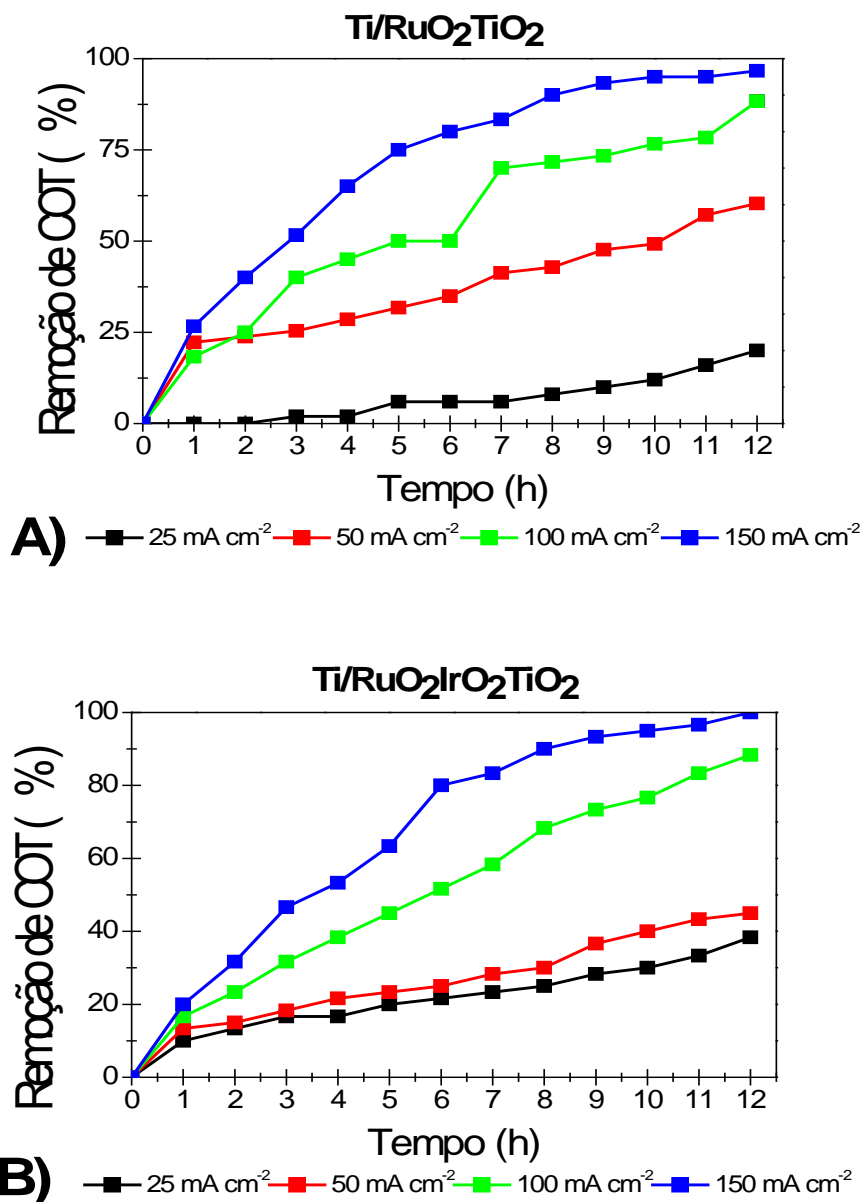 Ti/RuO2TiO2
100
75
50
25
0
Remoção de COT ( %)
0 1 2 3 4 5 6 7 8 9 10 11 12
Tempo (h)
A) 25 mA cm-2 50 mA cm-2 100 mA cm-2 150 mA cm-2
Ti/RuO2IrO2TiO2
100
80
60
40
20
0
Remoção de COT ( %)
0 1 2 3 4 5 6 7 8 9 10 11 12
Tempo (h)
B) 25 mA cm-2 50 mA cm-2 100 mA cm-2 150 mA cm-2